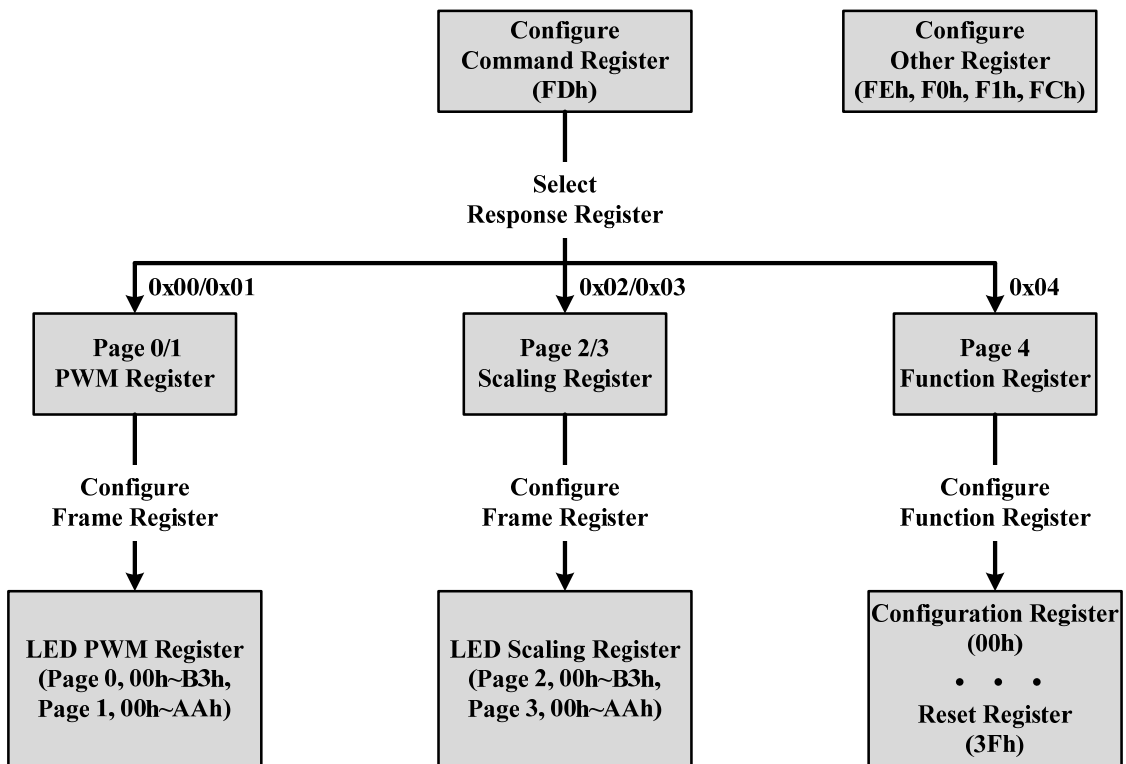 Configure
Command Register
(FDh)
Configure
Other Register
(FEh, F0h, F1h, FCh)
Select
Response Register
0x00/0x01
0x02/0x03
0x04
Page 0/1
PWM Register
Page 2/3
Scaling Register
Page 4
Function Register
Configure
Frame Register
Configure
Frame Register
Configure
Function Register
LED PWM Register
(Page 0, 00h~B3h,
Page 1, 00h~AAh)
LED Scaling Register
(Page 2, 00h~B3h,
Page 3, 00h~AAh)
Configuration Register
(00h)
• • •
Reset Register
(3Fh)